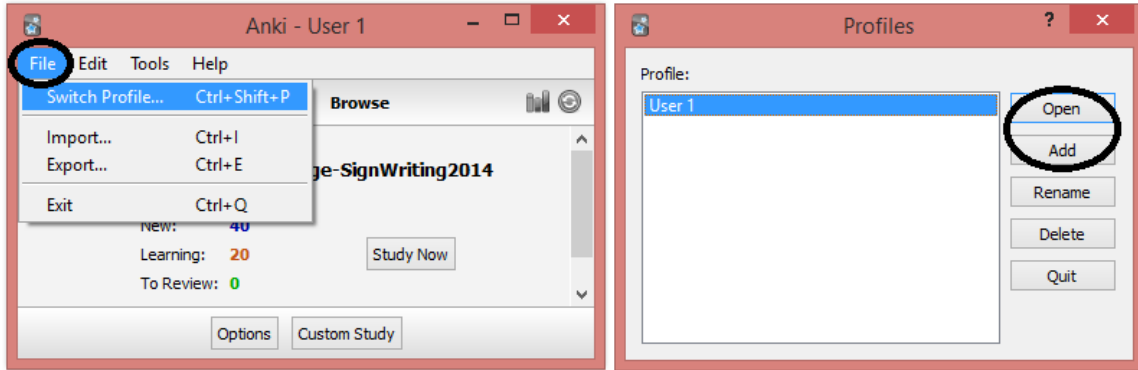 Anki - User 1
File Edit Tools Help
Switch Profile... Ctrl+Shift+P
Browse
Import... Ctrl+I
Export... Ctrl+E
ge-SignWriting2014
Exit Ctrl+Q
New: 40
Learning: 20
Study Now
To Review: 0
Options Custom Study
Profiles
?
Profile:
User 1
Open
Add
Rename
Delete
Quit